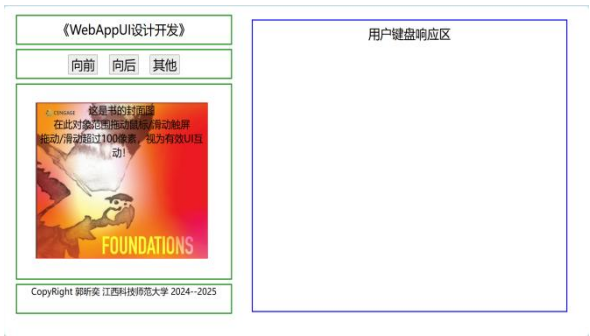 《WebAppUI设计开发》
向前 向后 其他
CENGAGE
这是书的封面图
在此对象范围拖动鼠标/滑动触屏
拖动/滑动超过100像素，视为有效UI互
动！
FOUNDATIONS
CopyRight 郭昕奕 江西科技师范大学 2024--2025
用户键盘响应区